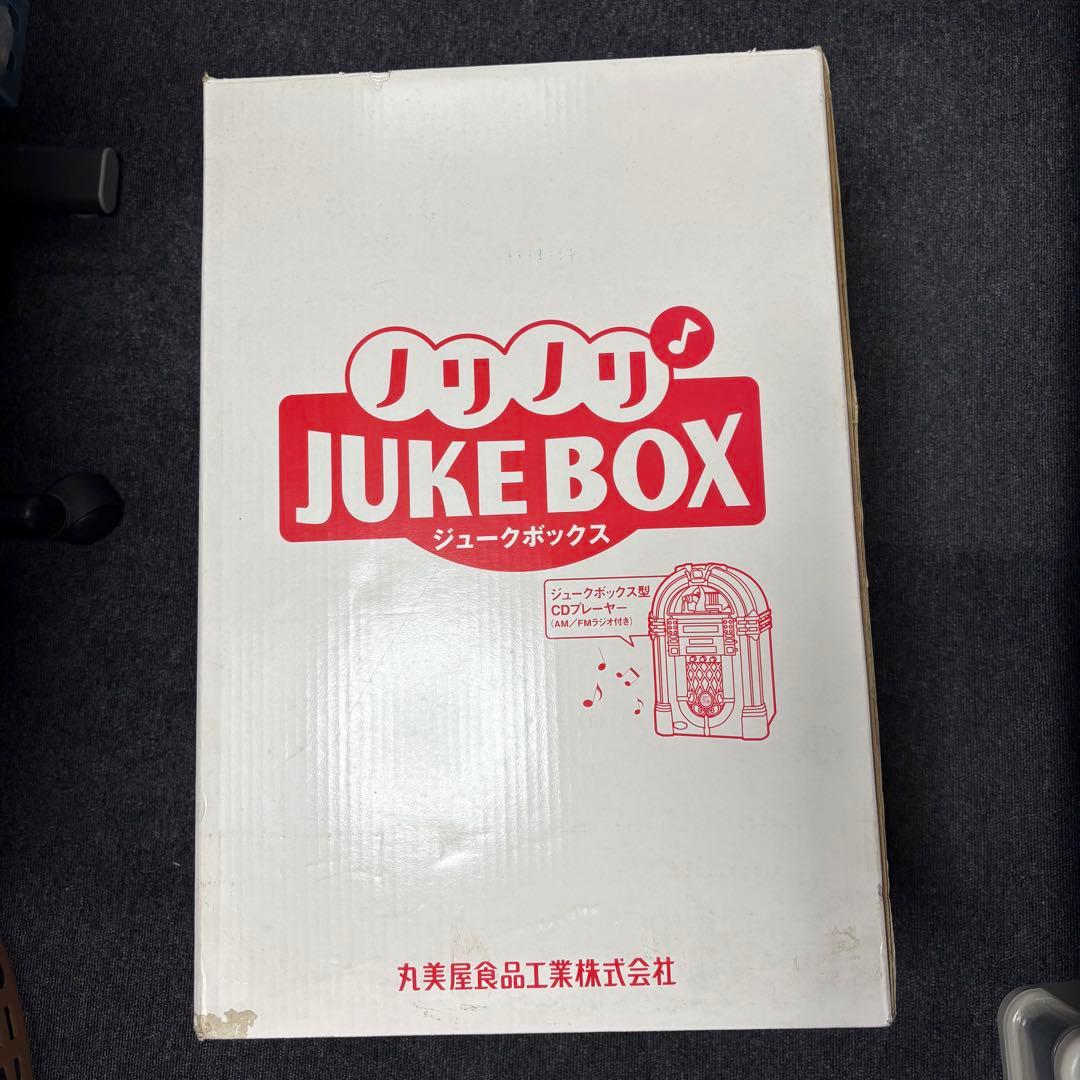 ノリノリ
JUKE BOX
ジュークボックス
ジュークボックス型
CDプレーヤー
(AM／FMラジオ付き)
丸美屋食品工業株式会社